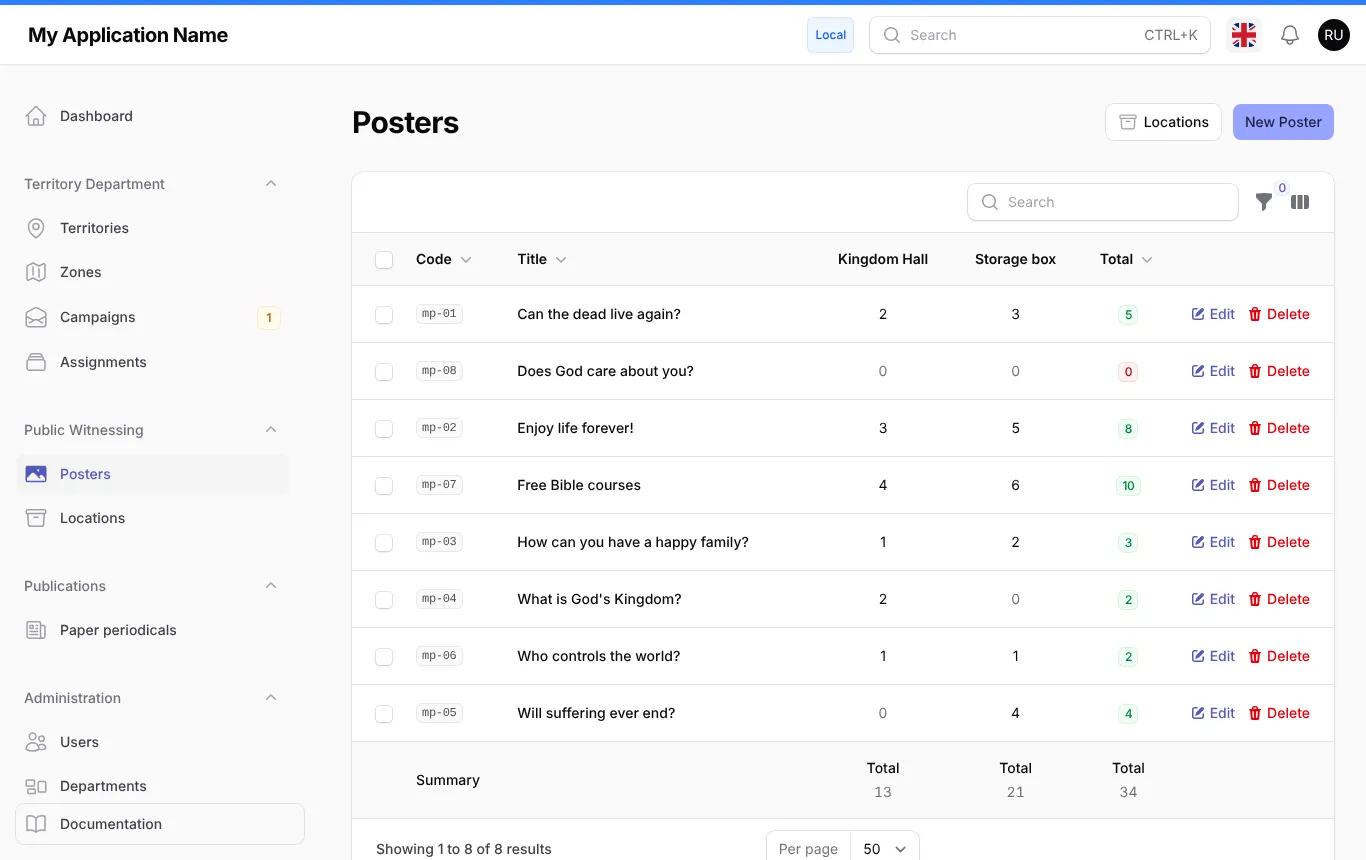 My Application Name
Local
Search CTRL+K
RU
Dashboard
Territory Department
Territories
Zones
Campaigns 1
Assignments
Public Witnessing
Posters
Locations
Publications
Paper periodicals
Administration
Users
Departments
Documentation
Posters
Locations
New Poster
Search
0
Code Title Kingdom Hall Storage box Total
mp-01 Can the dead live again? 2 3 5 Edit Delete
mp-08 Does God care about you? 0 0 0 Edit Delete
mp-02 Enjoy life forever! 3 5 8 Edit Delete
mp-07 Free Bible courses 4 6 10 Edit Delete
mp-03 How can you have a happy family? 1 2 3 Edit Delete
mp-04 What is God's Kingdom? 2 0 2 Edit Delete
mp-06 Who controls the world? 1 1 2 Edit Delete
mp-05 Will suffering ever end? 0 4 4 Edit Delete
Summary
Total Total Total
13 21 34
Showing 1 to 8 of 8 results
Per page 50